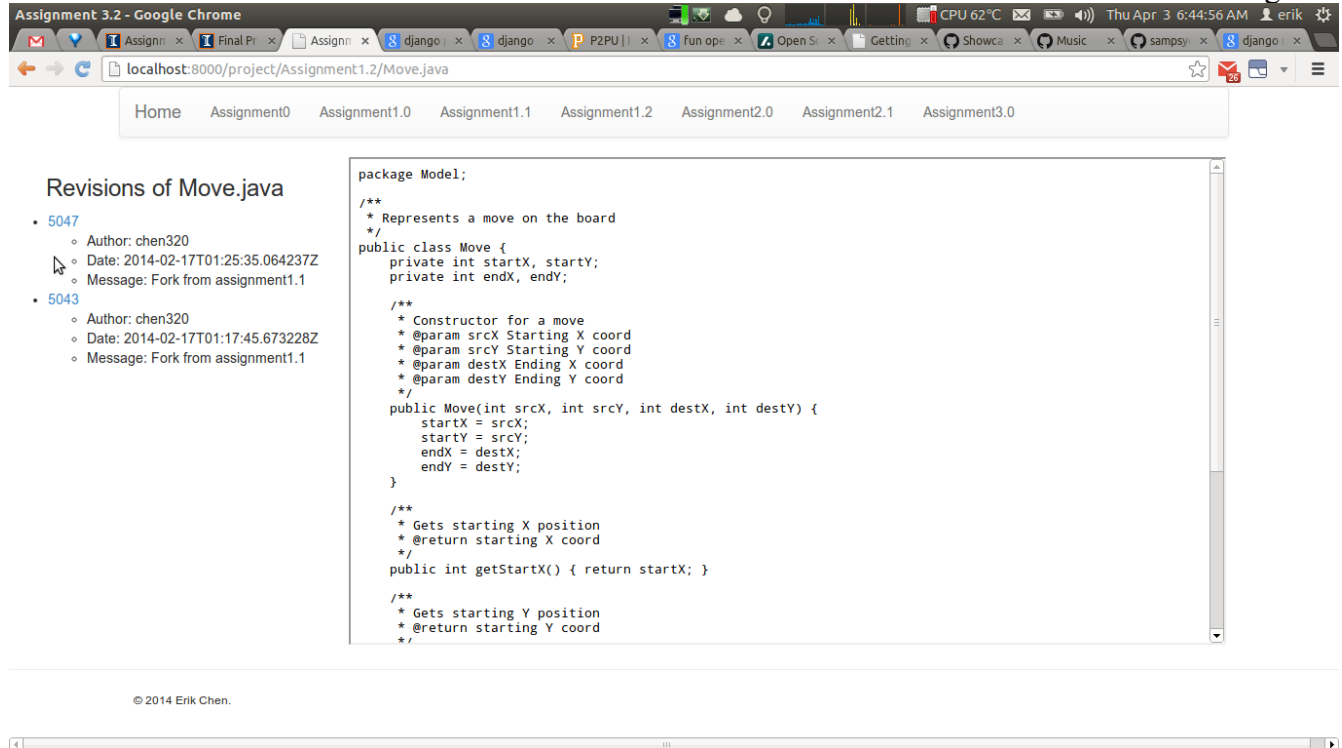 Assignment 3.2 - Google Chrome
CPU 62°C Thu Apr 3 6:44:56 AM erik
Assignn Final Pr Assignn django django P2PU | fun ope Open S Getting Showca Music sampsy django
localhost:8000/project/Assignment1.2/Move.java
26
Home Assignment0 Assignment1.0 Assignment1.1 Assignment1.2 Assignment2.0 Assignment2.1 Assignment3.0
Revisions of Move.java
5047
Author: chen320
Date: 2014-02-17T01:25:35.064237Z
Message: Fork from assignment1.1
5043
Author: chen320
Date: 2014-02-17T01:17:45.673228Z
Message: Fork from assignment1.1
package Model;
/**
* Represents a move on the board
*/
public class Move {
private int startX, startY;
private int endX, endY;
/**
* Constructor for a move
* @param srcX Starting X coord
* @param srcY Starting Y coord
* @param destX Ending X coord
* @param destY Ending Y coord
*/
public Move(int srcX, int srcY, int destX, int destY) {
startX = srcX;
startY = srcY;
endX = destX;
endY = destY;
}
/**
* Gets starting X position
* @return starting X coord
*/
public int getStartX() { return startX; }
/**
* Gets starting Y position
* @return starting Y coord
*/
© 2014 Erik Chen.